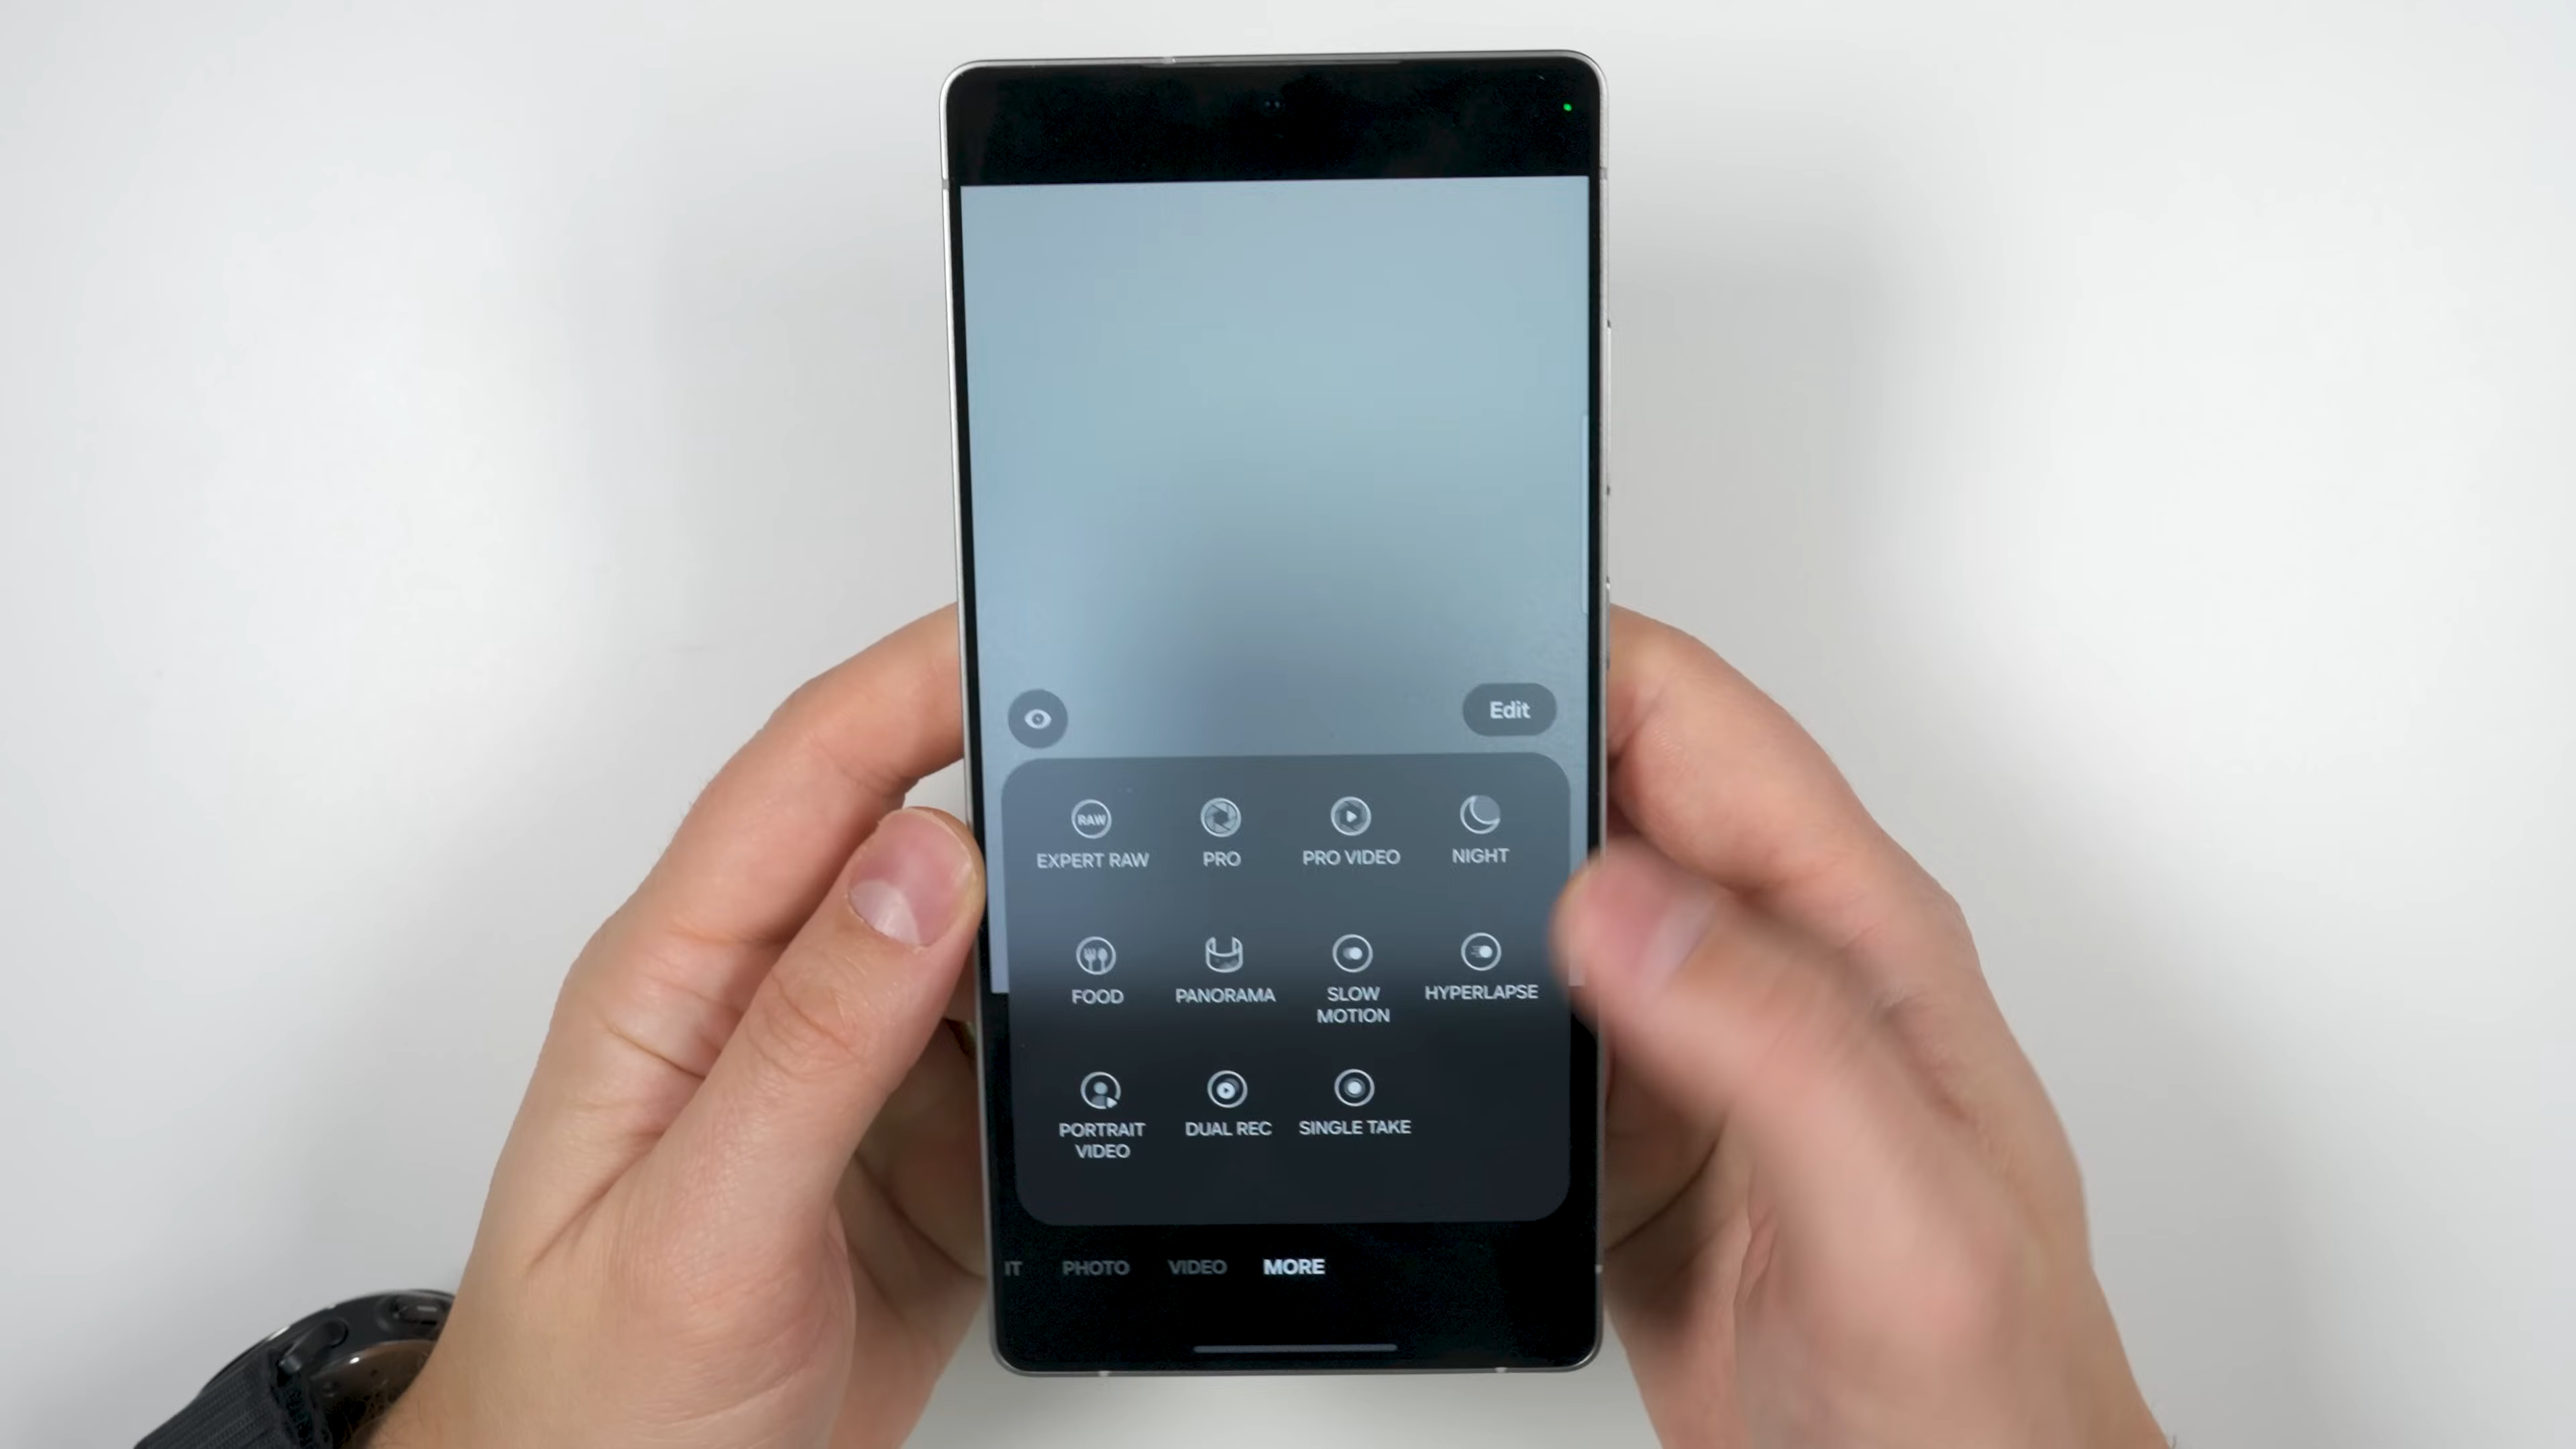 Edit
RAW
EXPERT RAW
PRO
PRO VIDEO
NIGHT
FOOD
PANORAMA
SLOW
MOTION
HYPERLAPSE
PORTRAIT
VIDEO
DUAL REC
SINGLE TAKE
IT
PHOTO
VIDEO
MORE